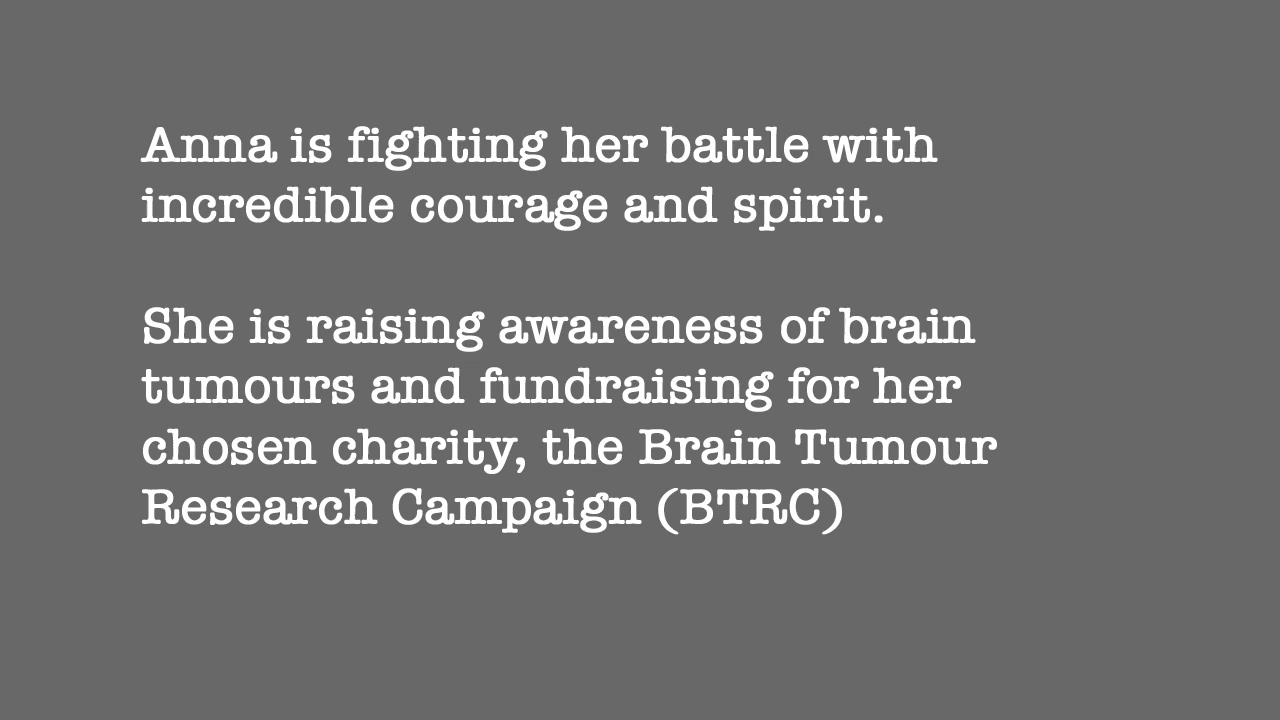 Anna is fighting her battle with
incredible courage and spirit.
She is raising awareness of brain
tumours and fundraising for her
chosen charity, the Brain Tumour
Research Campaign (BTRC)